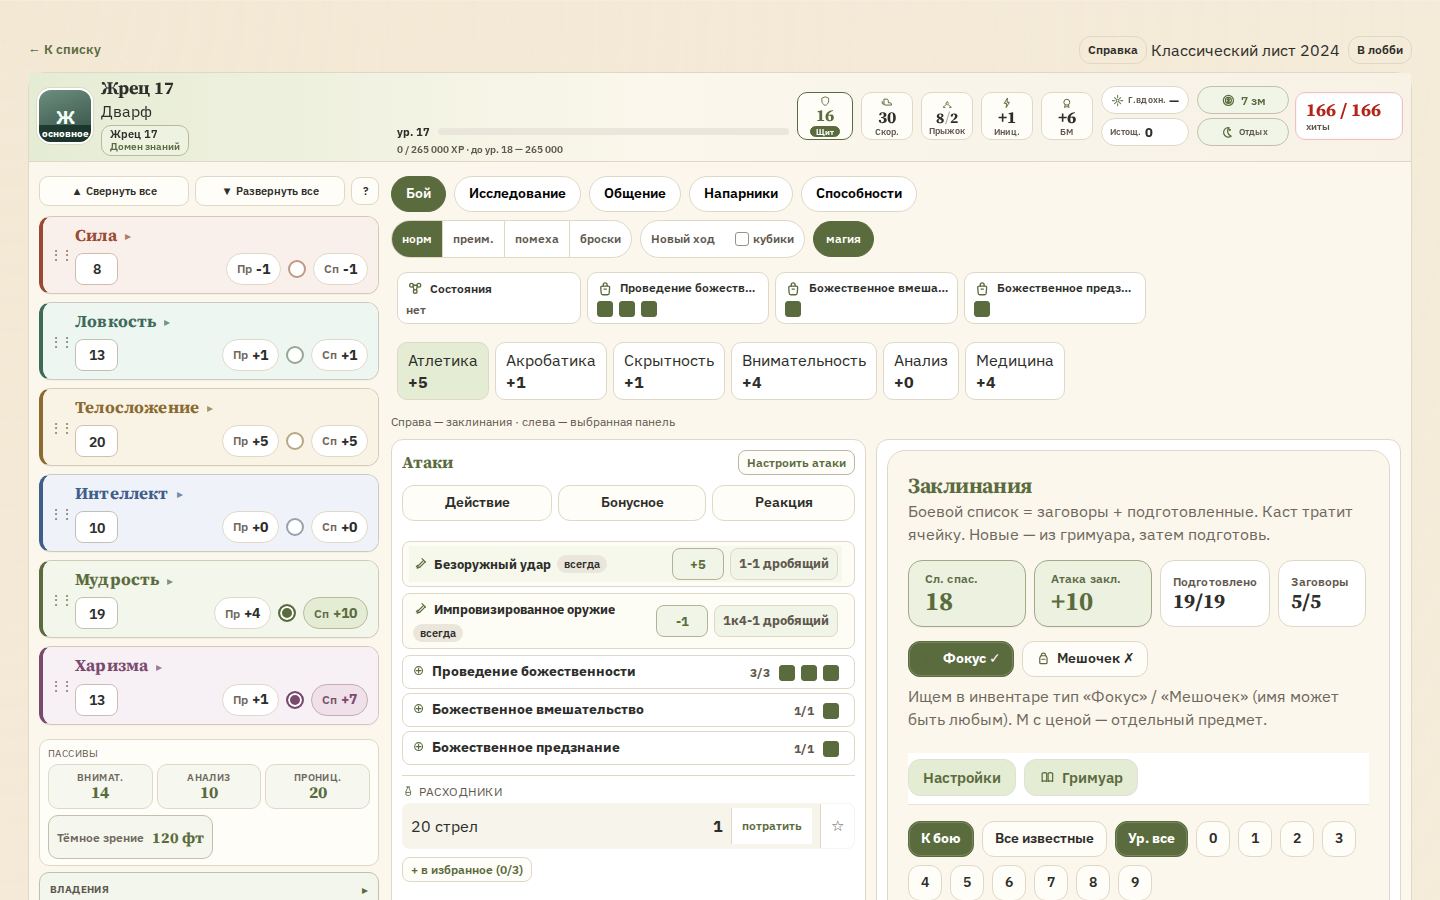 ← К списку
Справка
Классический лист 2024
В лобби
Ж
основное
Жрец 17
Дварф
Жрец 17
Домен знаний
ур. 17
0 / 265 000 XP · до ур. 18 — 265 000
16
Щит
30
Скор.
8/2
Прыжок
+1
Иниц.
+6
БМ
Г.вдохн. —
Истощ. 0
7 зм
Отдых
166 / 166
хиты
▲ Свернуть все
▼ Развернуть все
?
Сила ▸
8
Пр -1
Сп -1
Ловкость ▸
13
Пр +1
Сп +1
Телосложение ▸
20
Пр +5
Сп +5
Интеллект ▸
10
Пр +0
Сп +0
Мудрость ▸
19
Пр +4
Сп +10
Харизма ▸
13
Пр +1
Сп +7
ПАССИВЫ
ВНИМАТ.
14
АНАЛИЗ
10
ПРОНИЦ.
20
Тёмное зрение 120 фт
ВЛАДЕНИЯ ▸
Бой
Исследование
Общение
Напарники
Способности
норм
преим.
помеха
броски
Новый ход
кубики
магия
Состояния
нет
Проведение божеств...
Божественное вмеша...
Божественное предз...
Атлетика
+5
Акробатика
+1
Скрытность
+1
Внимательность
+4
Анализ
+0
Медицина
+4
Справа — заклинания · слева — выбранная панель
Атаки
Настроить атаки
Действие
Бонусное
Реакция
Безоружный удар
всегда
+5
1-1 дробящий
Импровизированное оружие
всегда
-1
1к4-1 дробящий
Проведение божественности
3/3
Божественное вмешательство
1/1
Божественное предзнание
1/1
РАСХОДНИКИ
20 стрел
1
потратить
☆
+ в избранное (0/3)
Заклинания
Боевой список = заговоры + подготовленные. Каст тратит
ячейку. Новые — из гримуара, затем подготовь.
Сл. спас.
18
Атака закл.
+10
Подготовлено
19/19
Заговоры
5/5
Фокус ✓
Мешочек ✗
Ищем в инвентаре тип «Фокус» / «Мешочек» (имя может
быть любым). М с ценой — отдельный предмет.
Настройки
Гримуар
К бою
Все известные
Ур. все
0
1
2
3
4
5
6
7
8
9